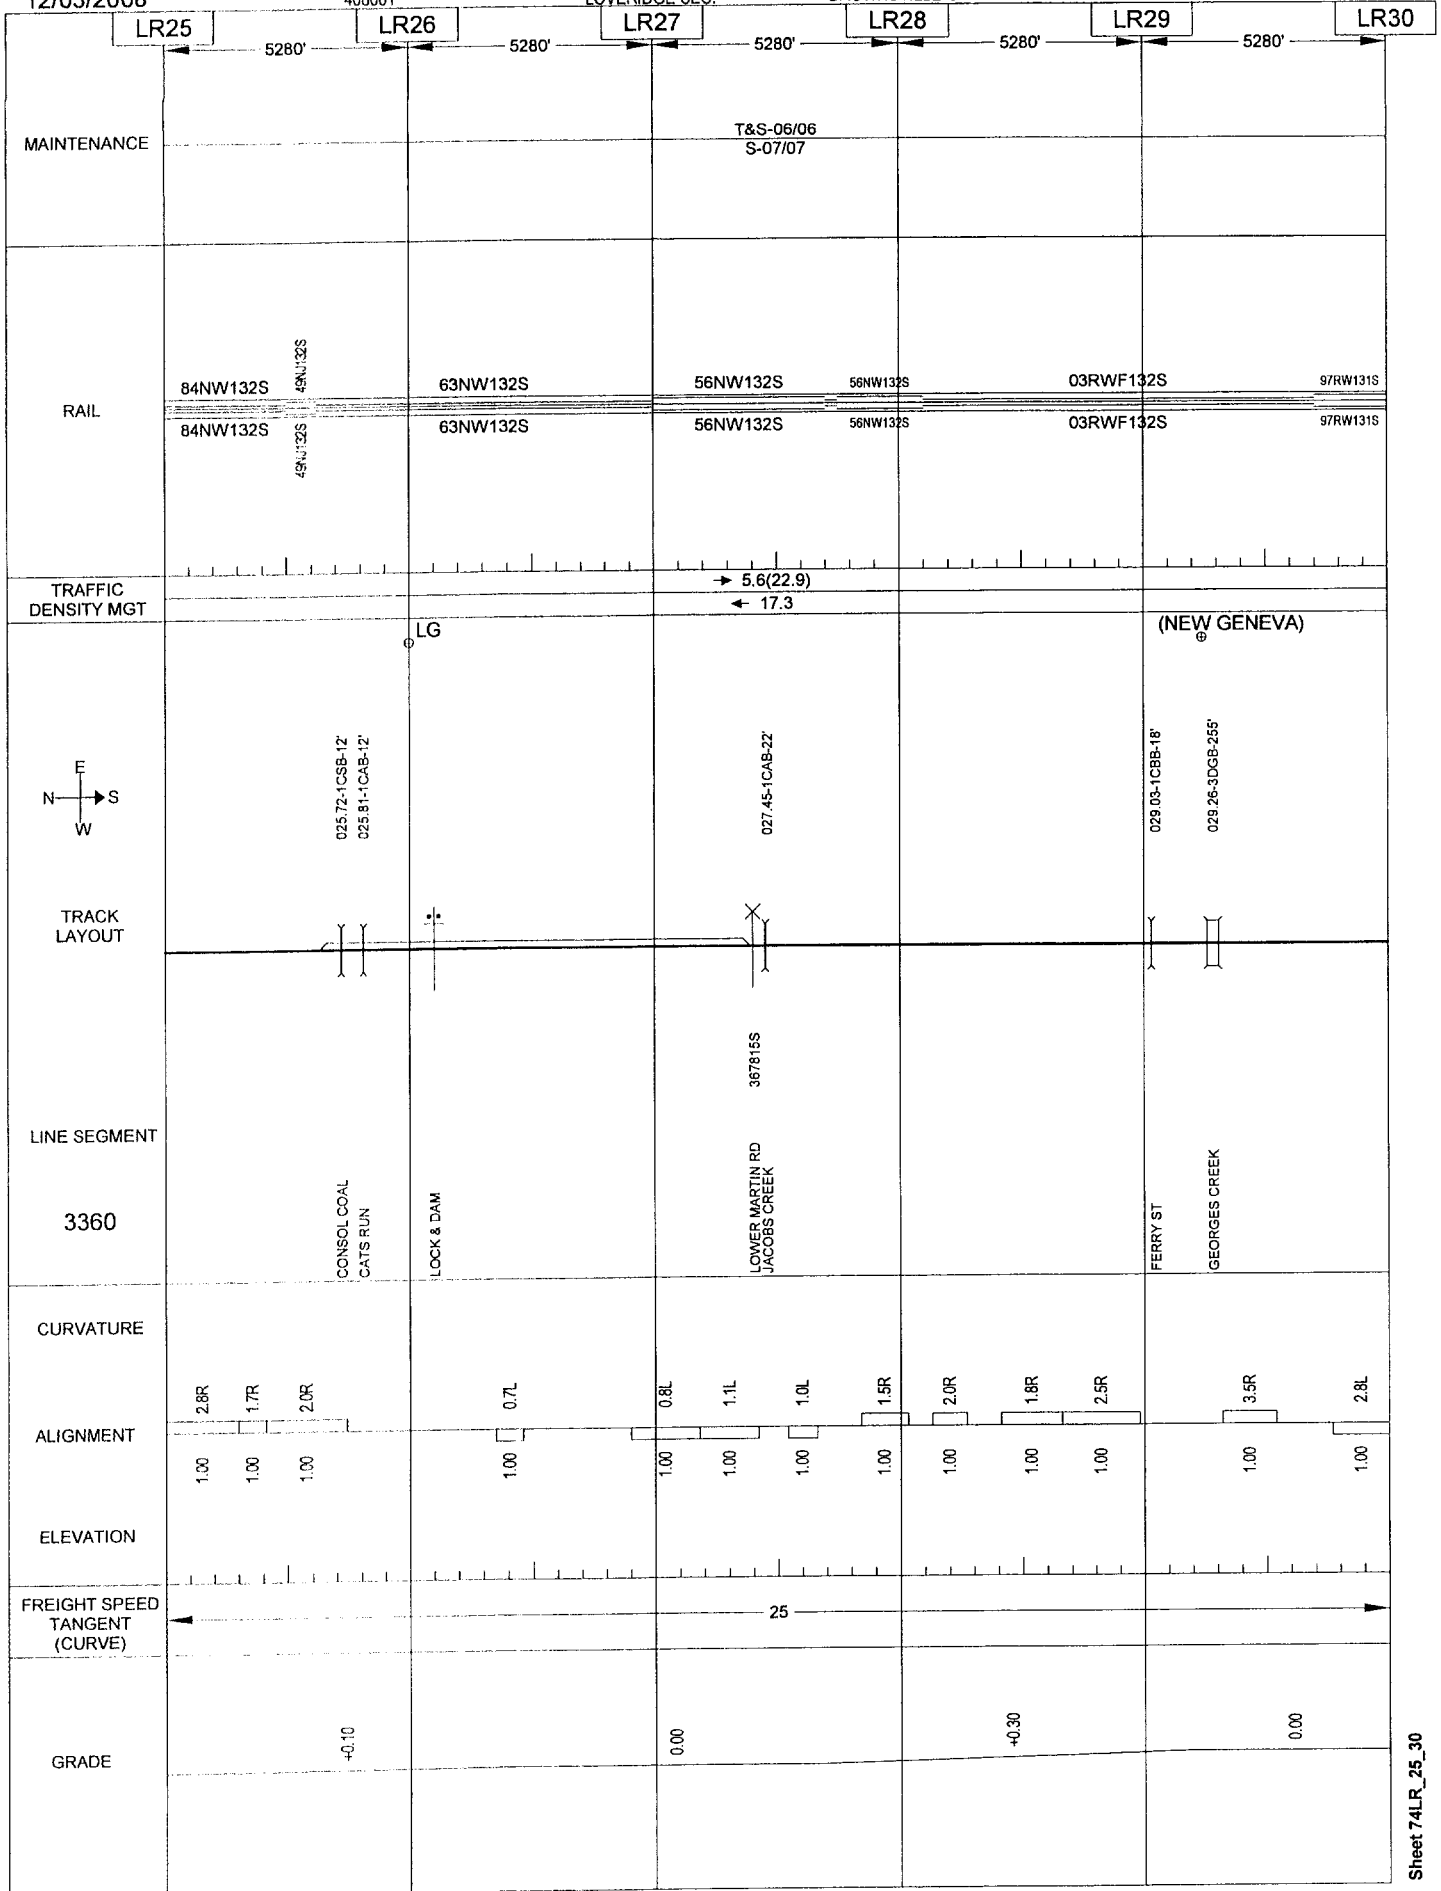 12/03/2008
LR25 LR26 LR27 LR28 LR29 LR30
5280' 5280' 5280' 5280' 5280'
MAINTENANCE
T&S-06/06
S-07/07
RAIL
84NW132S 49NJ132S 63NW132S 56NW132S 56NW132S 03RWF132S 97RW131S
84NW132S 49NJ132S 63NW132S 56NW132S 56NW132S 03RWF132S 97RW131S
TRAFFIC
DENSITY MGT
5.6(22.9)
17.3
LG
(NEW GENEVA)
E
N S
W
025.72-1CSB-12'
025.81-1CAB-12'
027.45-1CAB-22'
029.03-1CBB-18'
029.26-3DGB-255'
TRACK
LAYOUT
367815S
LINE SEGMENT
3360
CONSOL COAL
CATS RUN
LOCK & DAM
LOWER MARTIN RD
JACOBS CREEK
FERRY ST
GEORGES CREEK
CURVATURE
2.8R 1.7R 2.0R 0.7L 0.8L 1.1L 1.0L 1.5R 2.0R 1.8R 2.5R 3.5R 2.8L
ALIGNMENT
1.00 1.00 1.00 1.00 1.00 1.00 1.00 1.00 1.00 1.00 1.00 1.00 1.00
ELEVATION
FREIGHT SPEED
TANGENT
(CURVE)
25
GRADE
+0.10 0.00 +0.30 0.00
Sheet 74LR_25_30